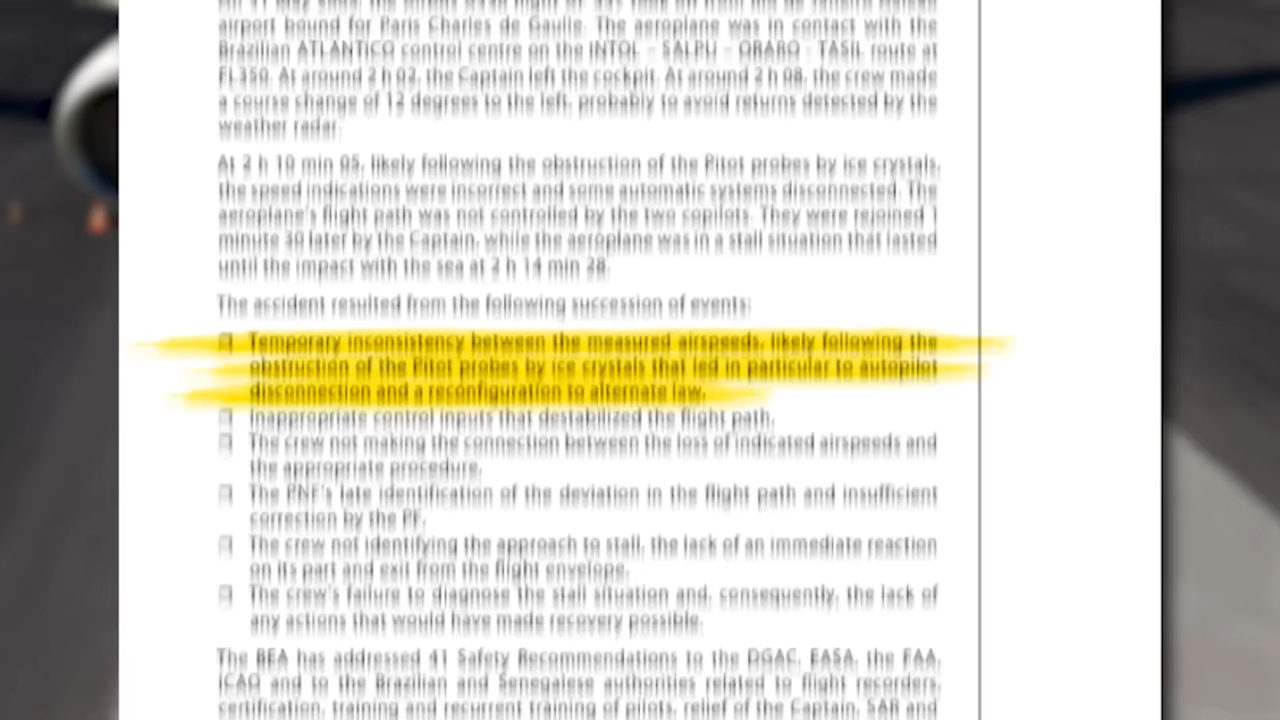 airport bound for Paris Charles de Gaulle. The aeroplane was in contact with the
Brazilian ATLANTICO control centre on the INTOL – SALPU – ORARO - TASIL route at
FL350. At around 2 h 02, the Captain left the cockpit. At around 2 h 08, the crew made
a course change of 12 degrees to the left, probably to avoid returns detected by the
weather radar.
At 2 h 10 min 05, likely following the obstruction of the Pitot probes by ice crystals,
the speed indications were incorrect and some automatic systems disconnected. The
aeroplane's flight path was not controlled by the two copilots. They were rejoined 1
minute 30 later by the Captain, while the aeroplane was in a stall situation that lasted
until the impact with the sea at 2 h 14 min 28.
The accident resulted from the following succession of events:
Temporary inconsistency between the measured airspeeds, likely following the
obstruction of the Pitot probes by ice crystals that led in particular to autopilot
disconnection and a reconfiguration to alternate law,
Inappropriate control inputs that destabilized the flight path,
The crew not making the connection between the loss of indicated airspeeds and
the appropriate procedure,
The PNF's late identification of the deviation in the flight path and insufficient
correction by the PF,
The crew not identifying the approach to stall, the lack of an immediate reaction
on its part and exit from the flight envelope,
The crew's failure to diagnose the stall situation and, consequently, the lack of
any actions that would have made recovery possible.
The BEA has addressed 41 Safety Recommendations to the DGAC, EASA, the FAA,
ICAO and to the Brazilian and Senegalese authorities related to flight recorders,
certification, training and recurrent training of pilots, relief of the Captain, SAR and